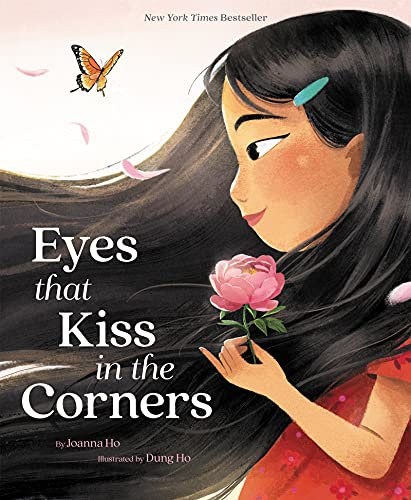 New York Times Bestseller
Eyes
that
Kiss
in the
Corners
By Joanna Ho
Illustrated by Dung Ho